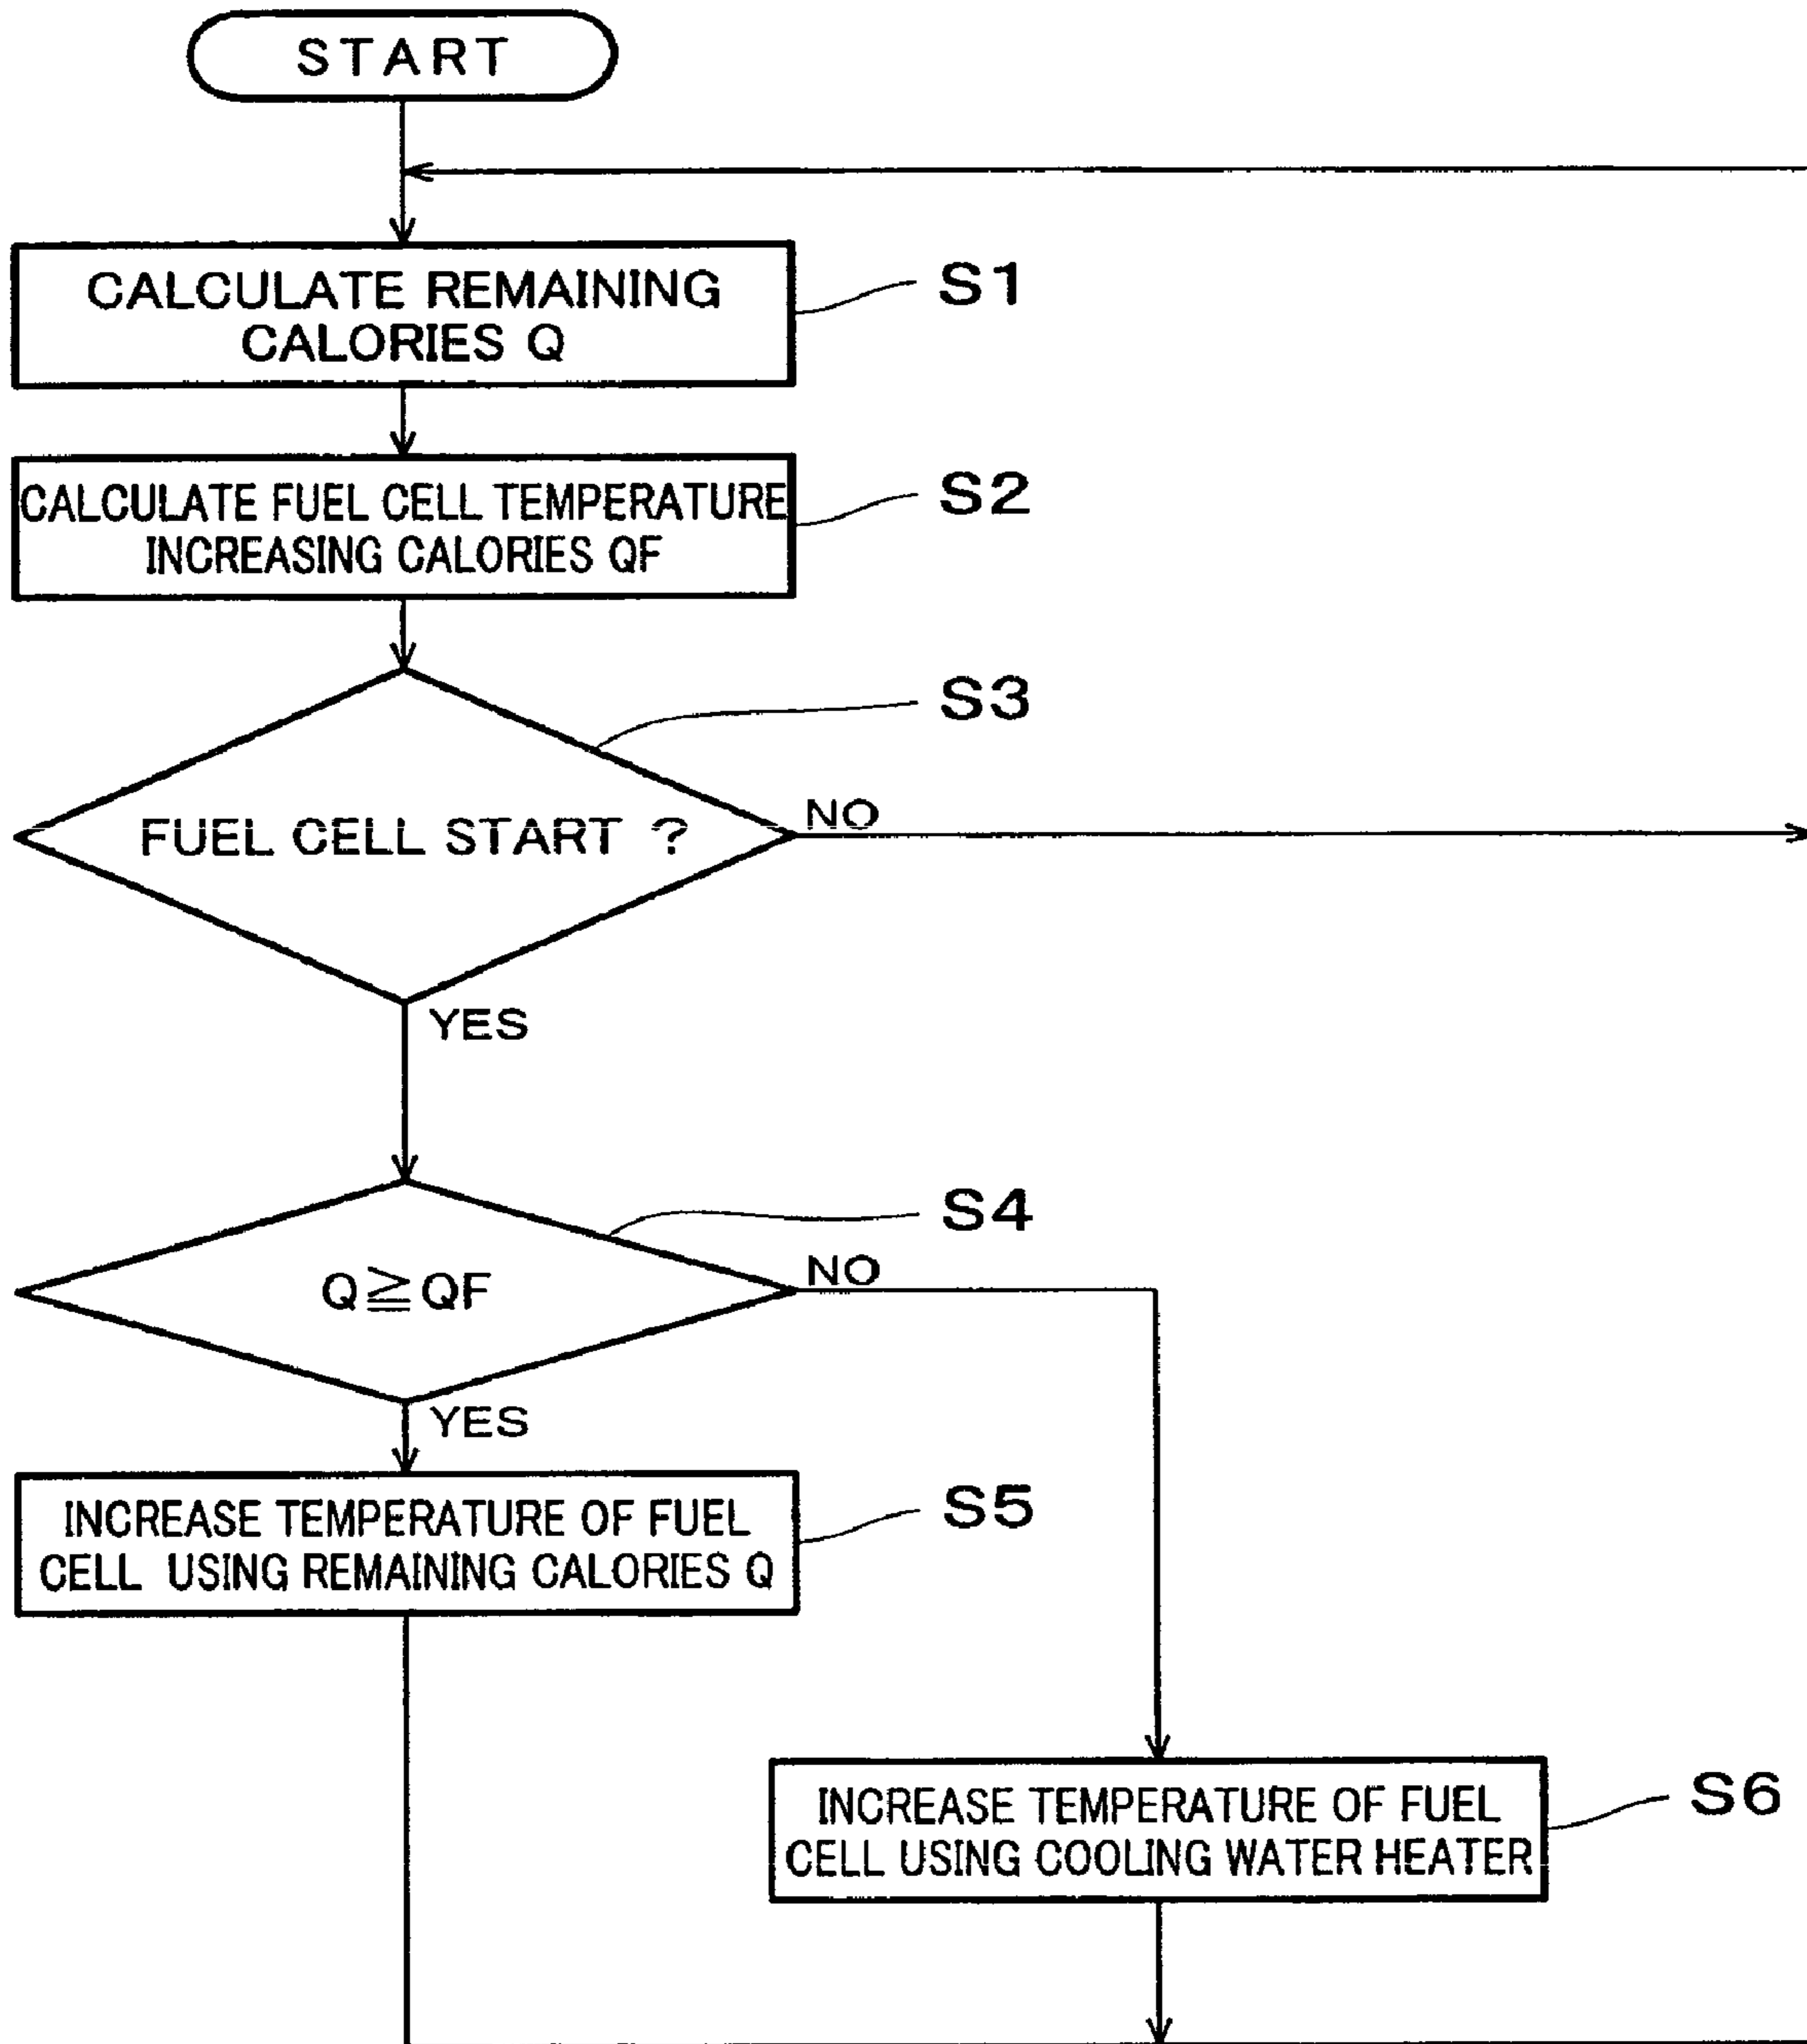 START
CALCULATE REMAINING
CALORIES Q
S1
CALCULATE FUEL CELL TEMPERATURE
INCREASING CALORIES QF
S2
S3
FUEL CELL START ?
NO
YES
S4
Q≧QF
NO
YES
INCREASE TEMPERATURE OF FUEL
CELL USING REMAINING CALORIES Q
S5
INCREASE TEMPERATURE OF FUEL
CELL USING COOLING WATER HEATER
S6